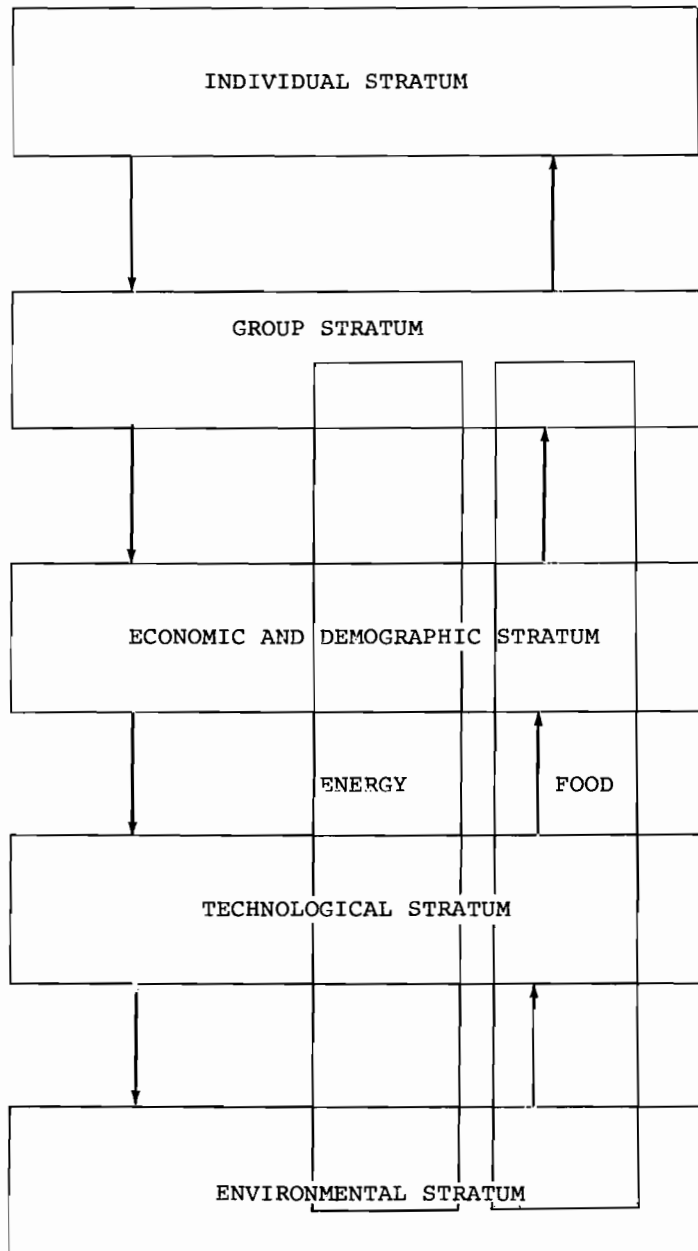 INDIVIDUAL STRATUM
GROUP STRATUM
ECONOMIC AND DEMOGRAPHIC STRATUM
ENERGY FOOD
TECHNOLOGICAL STRATUM
ENVIRONMENTAL STRATUM